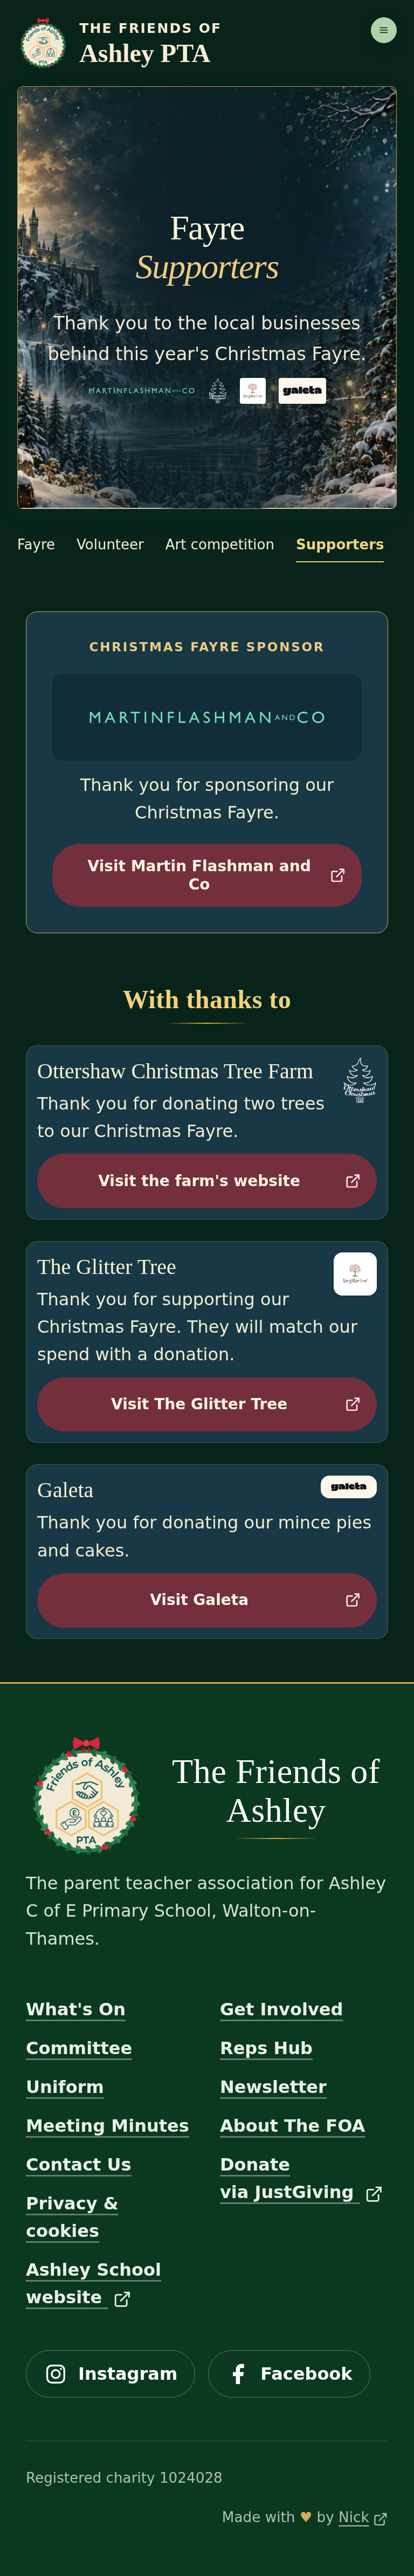 THE FRIENDS OF
Ashley PTA
Fayre
Supporters
Thank you to the local businesses
behind this year's Christmas Fayre.
MARTINFLASHMANANDCO
galeta
Fayre
Volunteer
Art competition
Supporters
CHRISTMAS FAYRE SPONSOR
MARTINFLASHMANANDCO
Thank you for sponsoring our
Christmas Fayre.
Visit Martin Flashman and
Co
With thanks to
Ottershaw Christmas Tree Farm
Ottershaw
Christmas
Thank you for donating two trees
to our Christmas Fayre.
Visit the farm's website
The Glitter Tree
Thank you for supporting our
Christmas Fayre. They will match our
spend with a donation.
Visit The Glitter Tree
Galeta
galeta
Thank you for donating our mince pies
and cakes.
Visit Galeta
Friends of Ashley
PTA
The Friends of
Ashley
The parent teacher association for Ashley
C of E Primary School, Walton-on-
Thames.
What's On
Committee
Uniform
Meeting Minutes
Contact Us
Privacy &
cookies
Ashley School
website
Get Involved
Reps Hub
Newsletter
About The FOA
Donate
via JustGiving
Instagram
Facebook
Registered charity 1024028
Made with ♥ by Nick